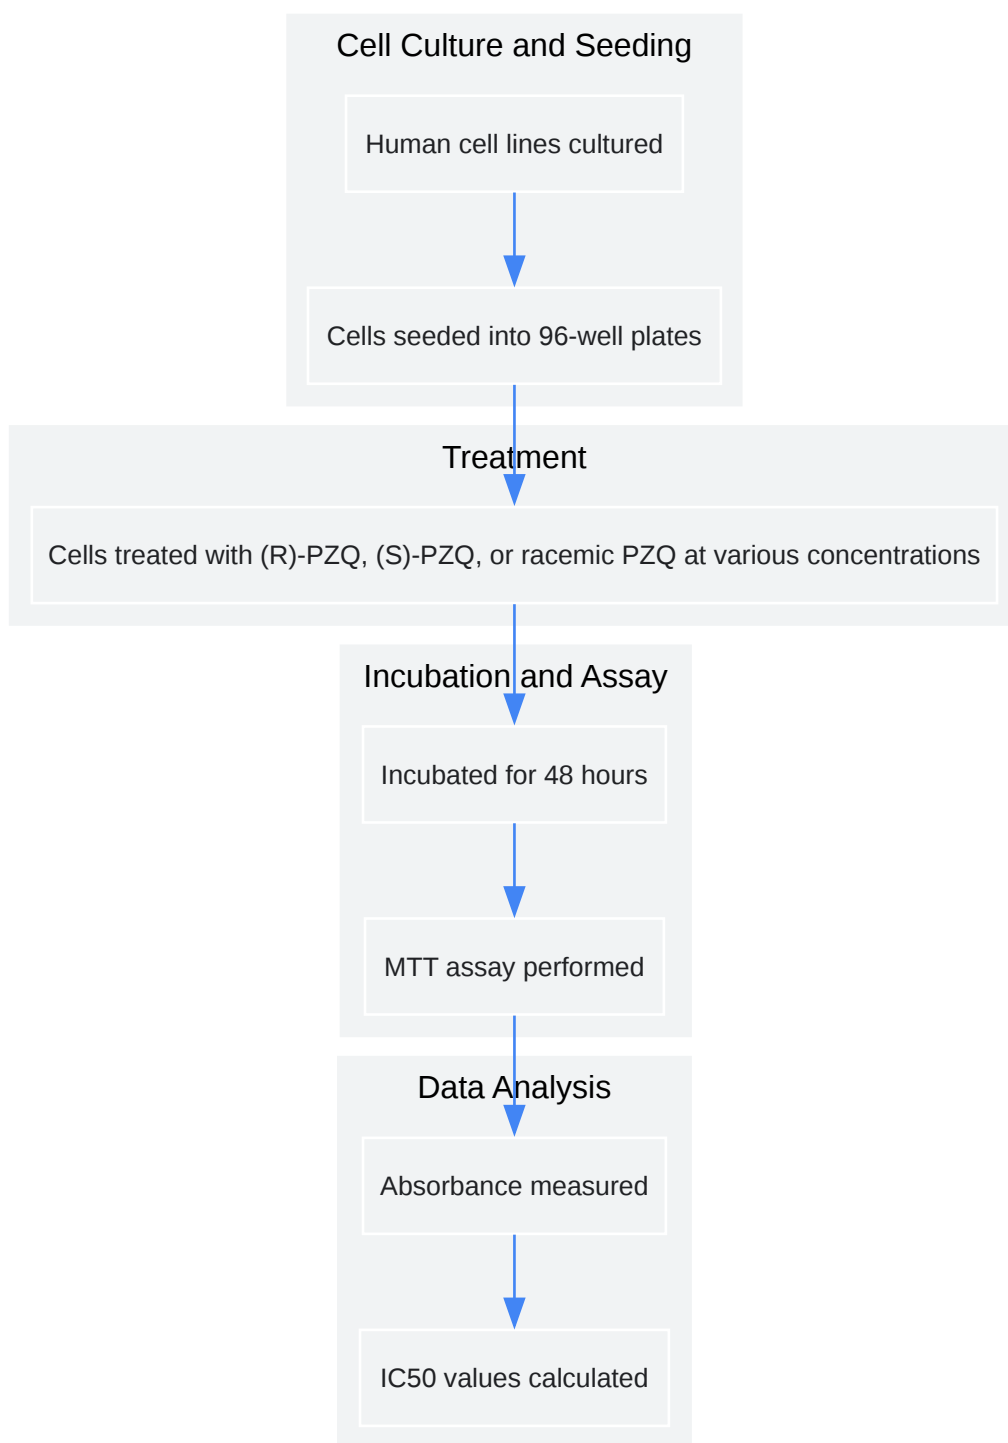 Cell Culture and Seeding
Human cell lines cultured
Cells seeded into 96-well plates
Treatment
Cells treated with (R)-PZQ, (S)-PZQ, or racemic PZQ at various concentrations
Incubation and Assay
Incubated for 48 hours
MTT assay performed
Data Analysis
Absorbance measured
IC50 values calculated